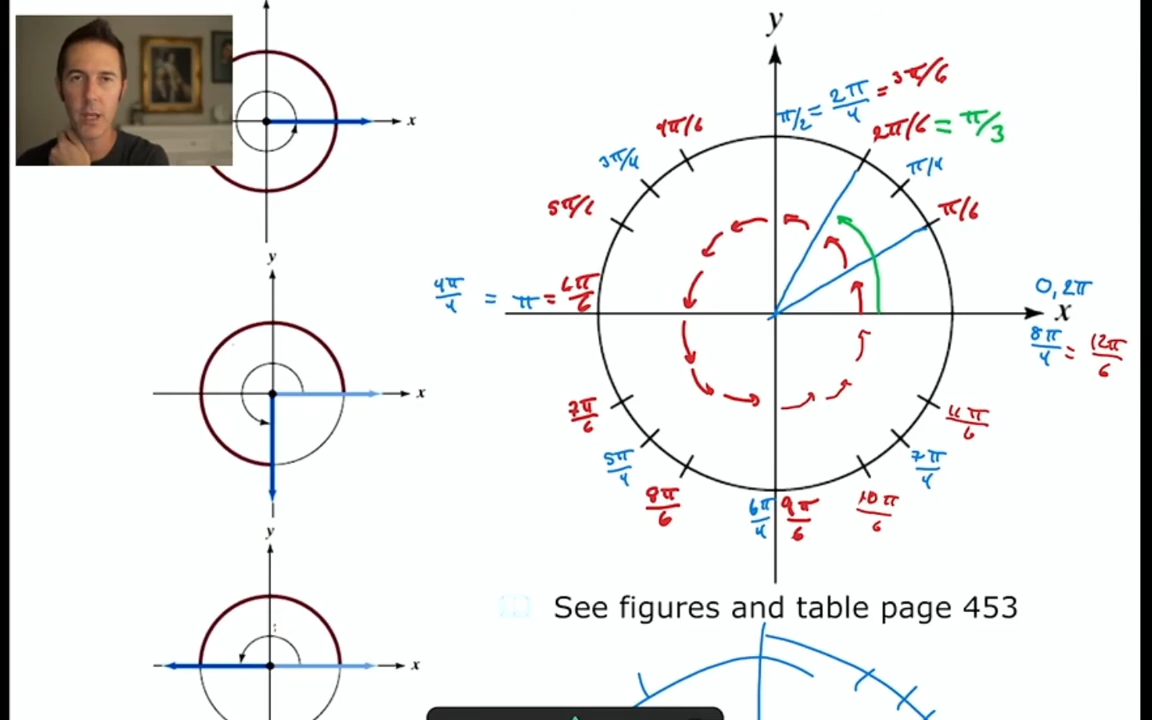 x
y
x
y
x
y
π/2 = 2π/4 = 3π/6
2π/6 = π/3
π/4
π/6
4π/6
3π/4
5π/6
4π/4 = π = 6π/6
0, 2π
x
8π/4 = 12π/6
7π/6
5π/4
8π/6
6π/4
9π/6
10π/6
7π/4
11π/6
See figures and table page 453